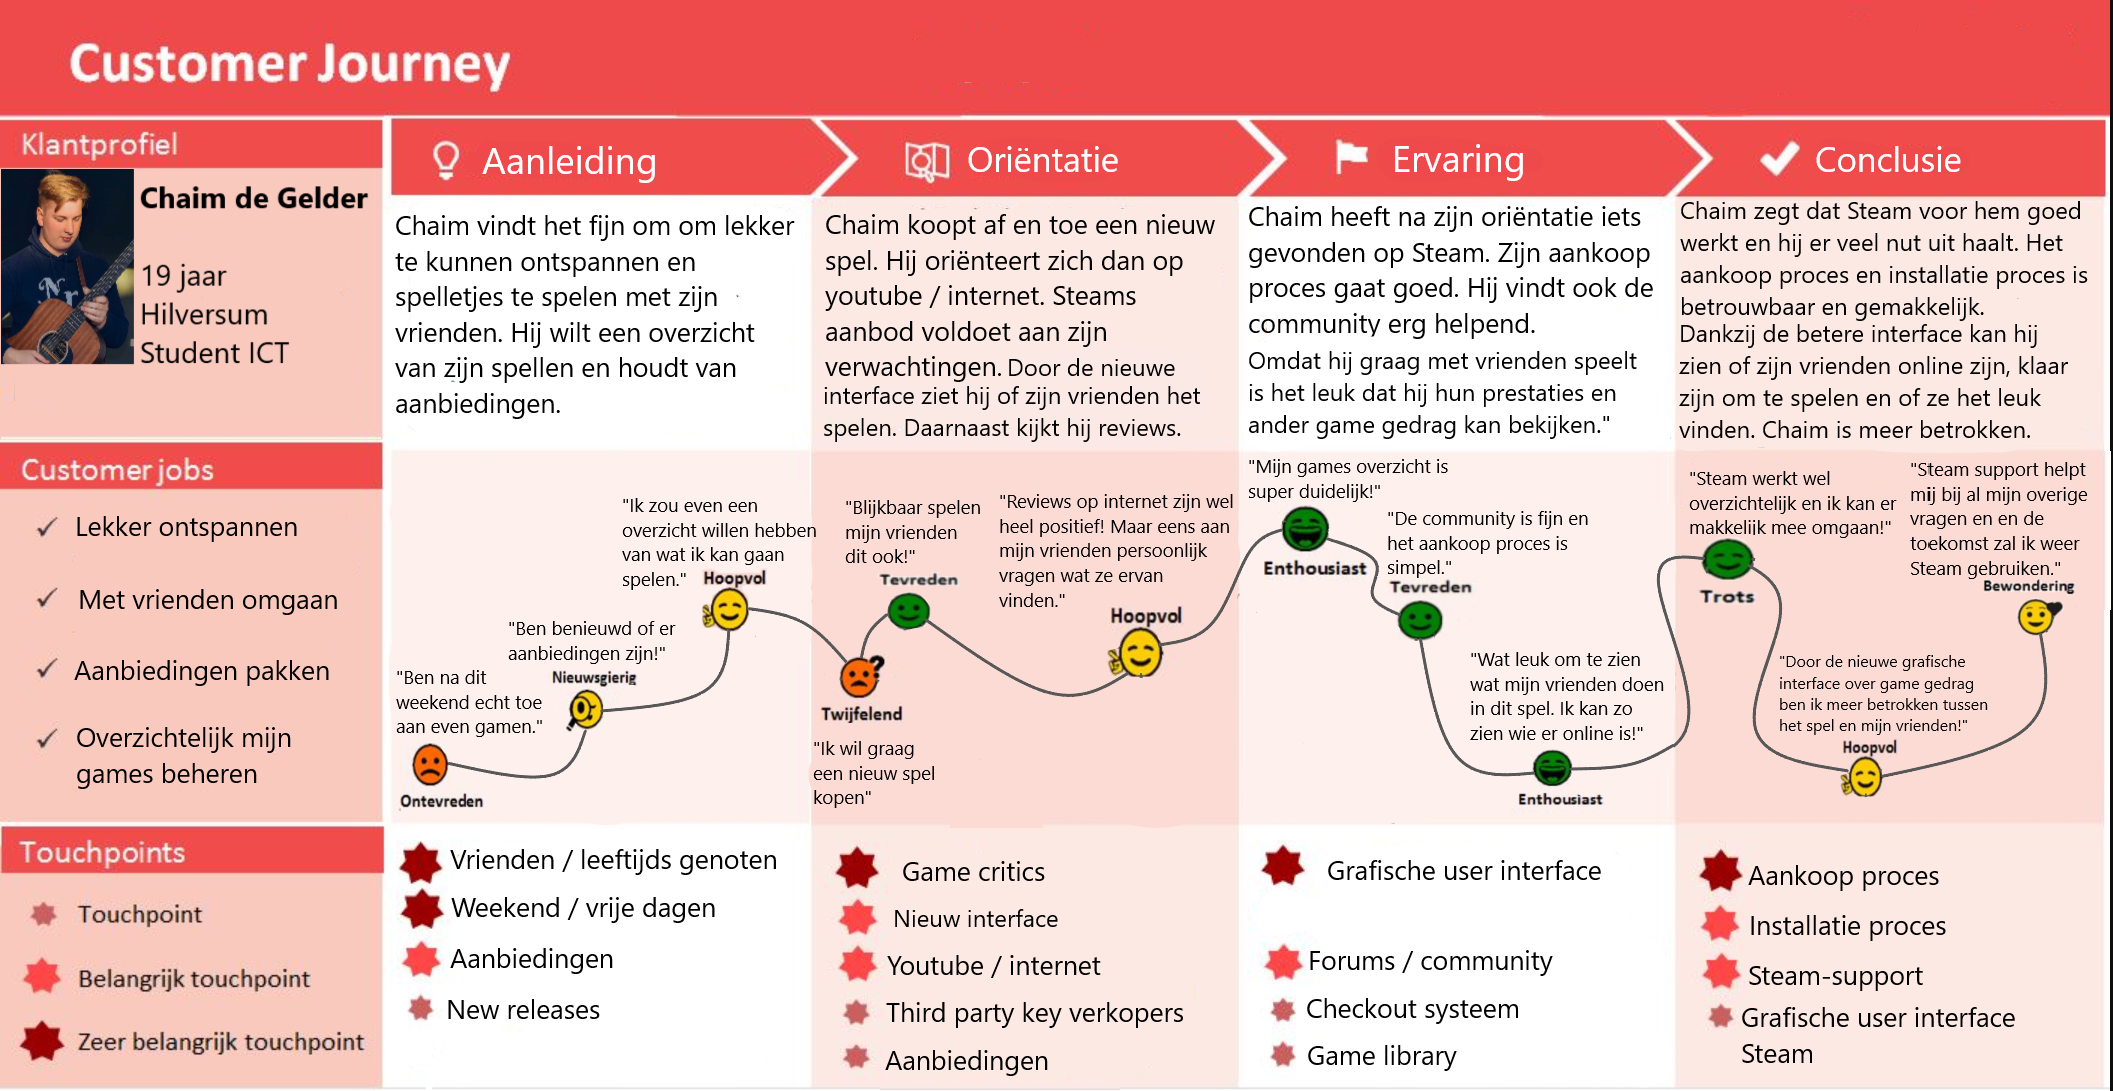 Customer Journey
Klantprofiel
Chaim de Gelder
19 jaar
Hilversum
Student ICT
Customer jobs
Lekker ontspannen
Met vrienden omgaan
Aanbiedingen pakken
Overzichtelijk mijn
games beheren
Touchpoints
Touchpoint
Belangrijk touchpoint
Zeer belangrijk touchpoint
Aanleiding
Chaim vindt het fijn om om lekker
te kunnen ontspannen en
spelletjes te spelen met zijn
vrienden. Hij wilt een overzicht
van zijn spellen en houdt van
aanbiedingen.
"Ben na dit
weekend echt toe
aan even gamen."
Ontevreden
"Ben benieuwd of er
aanbiedingen zijn!"
Nieuwsgierig
"Ik zou even een
overzicht willen hebben
van wat ik kan gaan
spelen."
Hoopvol
Vrienden / leeftijds genoten
Weekend / vrije dagen
Aanbiedingen
New releases
Oriëntatie
Chaim koopt af en toe een nieuw
spel. Hij oriënteert zich dan op
youtube / internet. Steams
aanbod voldoet aan zijn
verwachtingen. Door de nieuwe
interface ziet hij of zijn vrienden het
spelen. Daarnaast kijkt hij reviews.
Twijfelend
"Ik wil graag
een nieuw spel
kopen"
"Blijkbaar spelen
mijn vrienden
dit ook!"
Tevreden
"Reviews op internet zijn wel
heel positief! Maar eens aan
mijn vrienden persoonlijk
vragen wat ze ervan
vinden."
Hoopvol
Game critics
Nieuw interface
Youtube / internet
Third party key verkopers
Aanbiedingen
Ervaring
Chaim heeft na zijn oriëntatie iets
gevonden op Steam. Zijn aankoop
proces gaat goed. Hij vindt ook de
community erg helpend.
Omdat hij graag met vrienden speelt
is het leuk dat hij hun prestaties en
ander game gedrag kan bekijken."
"Mijn games overzicht is
super duidelijk!"
Enthousiast
"De community is fijn en
het aankoop proces is
simpel."
Tevreden
"Wat leuk om te zien
wat mijn vrienden doen
in dit spel. Ik kan zo
zien wie er online is!"
Enthousiast
Grafische user interface
Forums / community
Checkout systeem
Game library
Conclusie
Chaim zegt dat Steam voor hem goed
werkt en hij er veel nut uit haalt. Het
aankoop proces en installatie proces is
betrouwbaar en gemakkelijk.
Dankzij de betere interface kan hij
zien of zijn vrienden online zijn, klaar
zijn om te spelen en of ze het leuk
vinden. Chaim is meer betrokken.
"Steam werkt wel
overzichtelijk en ik kan er
makkelijk mee omgaan!"
Trots
"Door de nieuwe grafische
interface over game gedrag
ben ik meer betrokken tussen
het spel en mijn vrienden!"
Hoopvol
"Steam support helpt
mij bij al mijn overige
vragen en en de
toekomst zal ik weer
Steam gebruiken."
Bewondering
Aankoop proces
Installatie proces
Steam-support
Grafische user interface
Steam